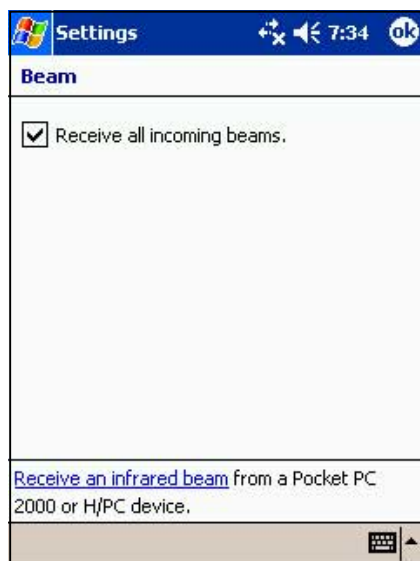 Settings 7:34 ok
Beam
Receive all incoming beams.
Receive an infrared beam from a Pocket PC
2000 or H/PC device.